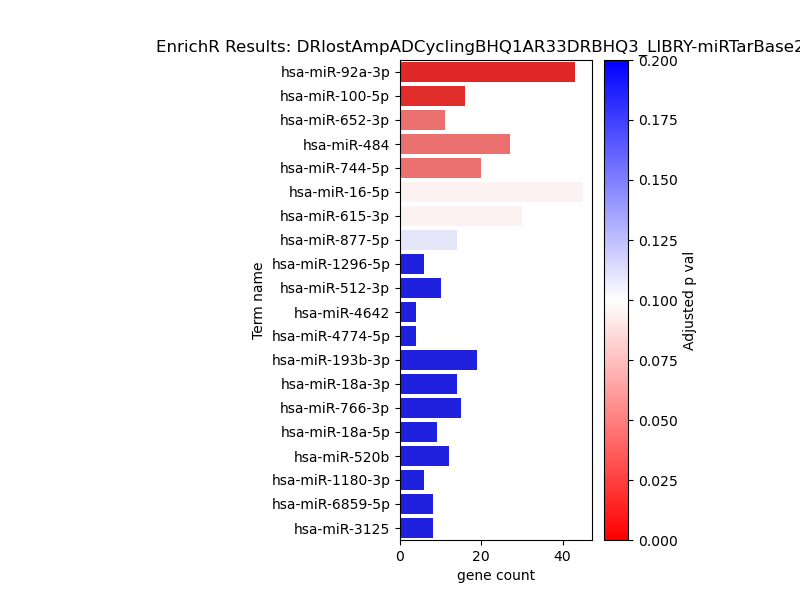 EnrichR Results: DRlostAmpADCyclingBHQ1AR33DRBHQ3_LIBRY-miRTarBase2
hsa-miR-92a-3p
hsa-miR-100-5p
hsa-miR-652-3p
hsa-miR-484
hsa-miR-744-5p
hsa-miR-16-5p
hsa-miR-615-3p
hsa-miR-877-5p
hsa-miR-1296-5p
hsa-miR-512-3p
hsa-miR-4642
hsa-miR-4774-5p
hsa-miR-193b-3p
hsa-miR-18a-3p
hsa-miR-766-3p
hsa-miR-18a-5p
hsa-miR-520b
hsa-miR-1180-3p
hsa-miR-6859-5p
hsa-miR-3125
Term name
0 20 40
gene count
0.200
0.175
0.150
0.125
0.100
0.075
0.050
0.025
0.000
Adjusted p val